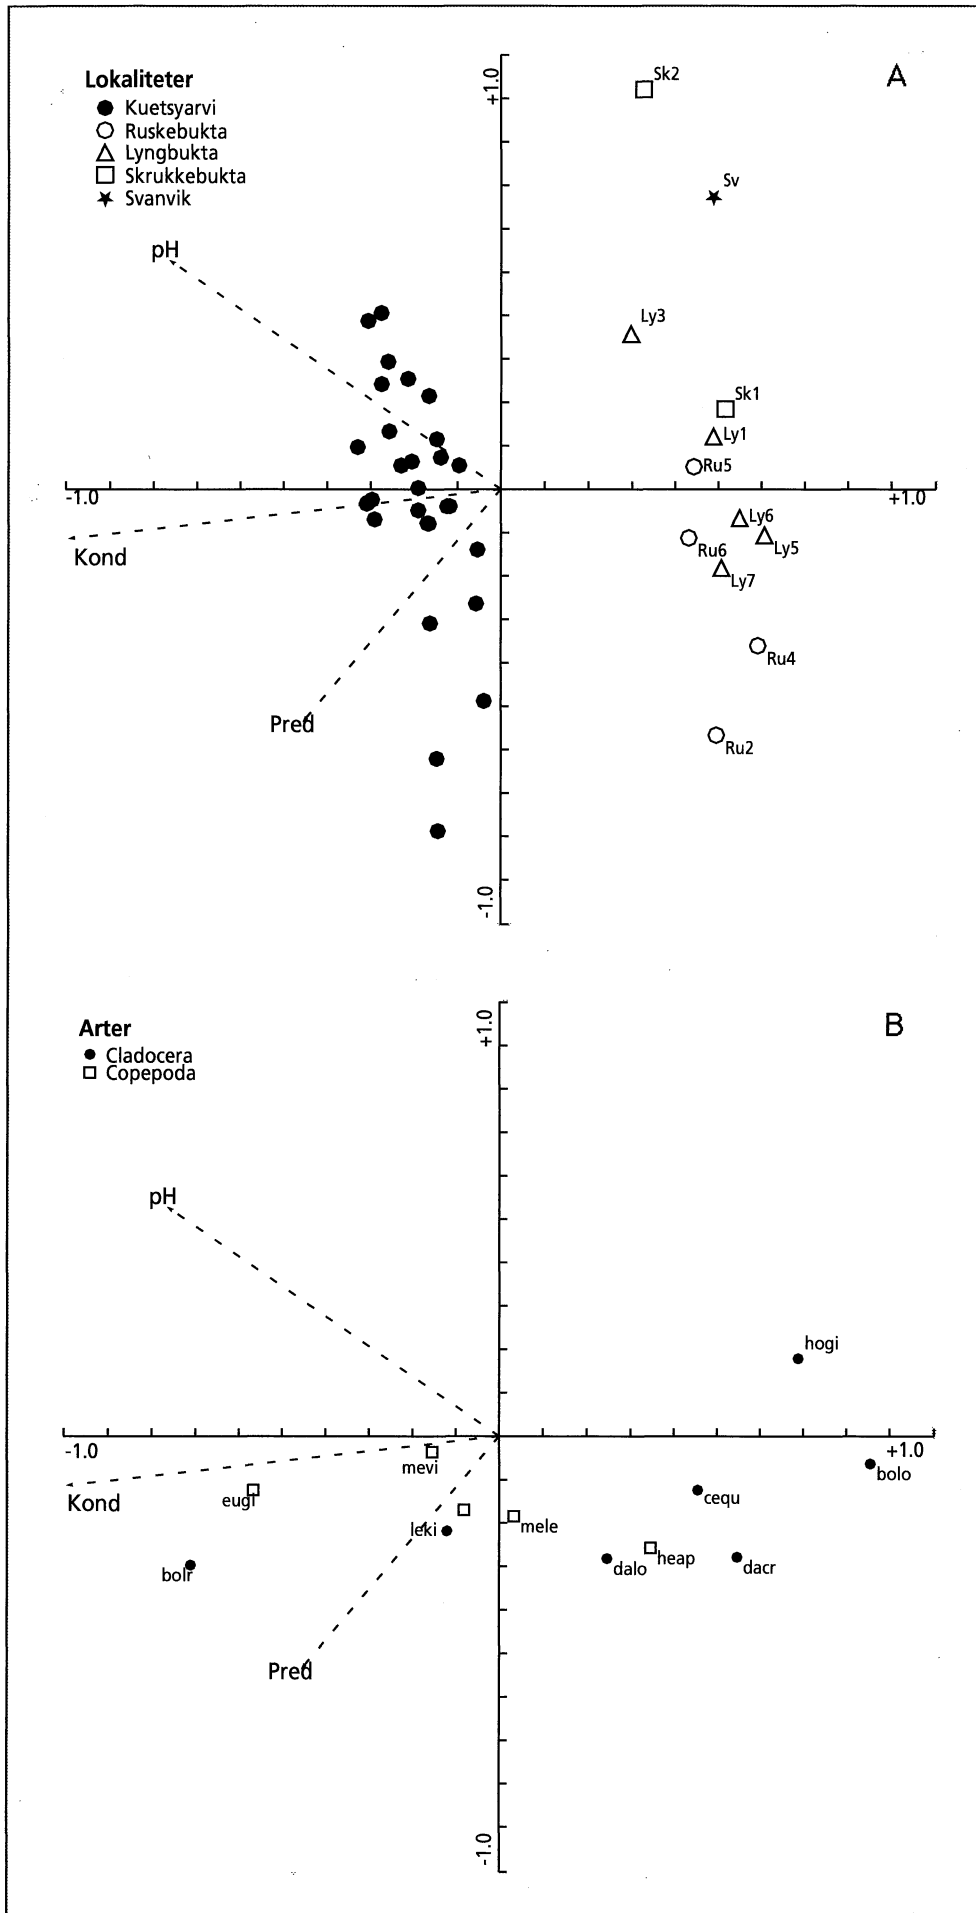 A
Lokaliteter
Kuetsyarvi
Ruskebukta
Lyngbukta
Skrukkebukta
Svanvik
+1.0
Sk2
Sv
pH
Ly3
Sk1
Ly1
Ru5
-1.0
+1.0
Kond
Ly6
Ru6
Ly5
Ly7
Ru4
Pred
Ru2
-1.0
B
Arter
Cladocera
Copepoda
+1.0
pH
hogi
-1.0
+1.0
mevi
bolo
Kond
eugl
cequ
leki
mele
bolr
dalo
heap
dacr
Pred
-1.0